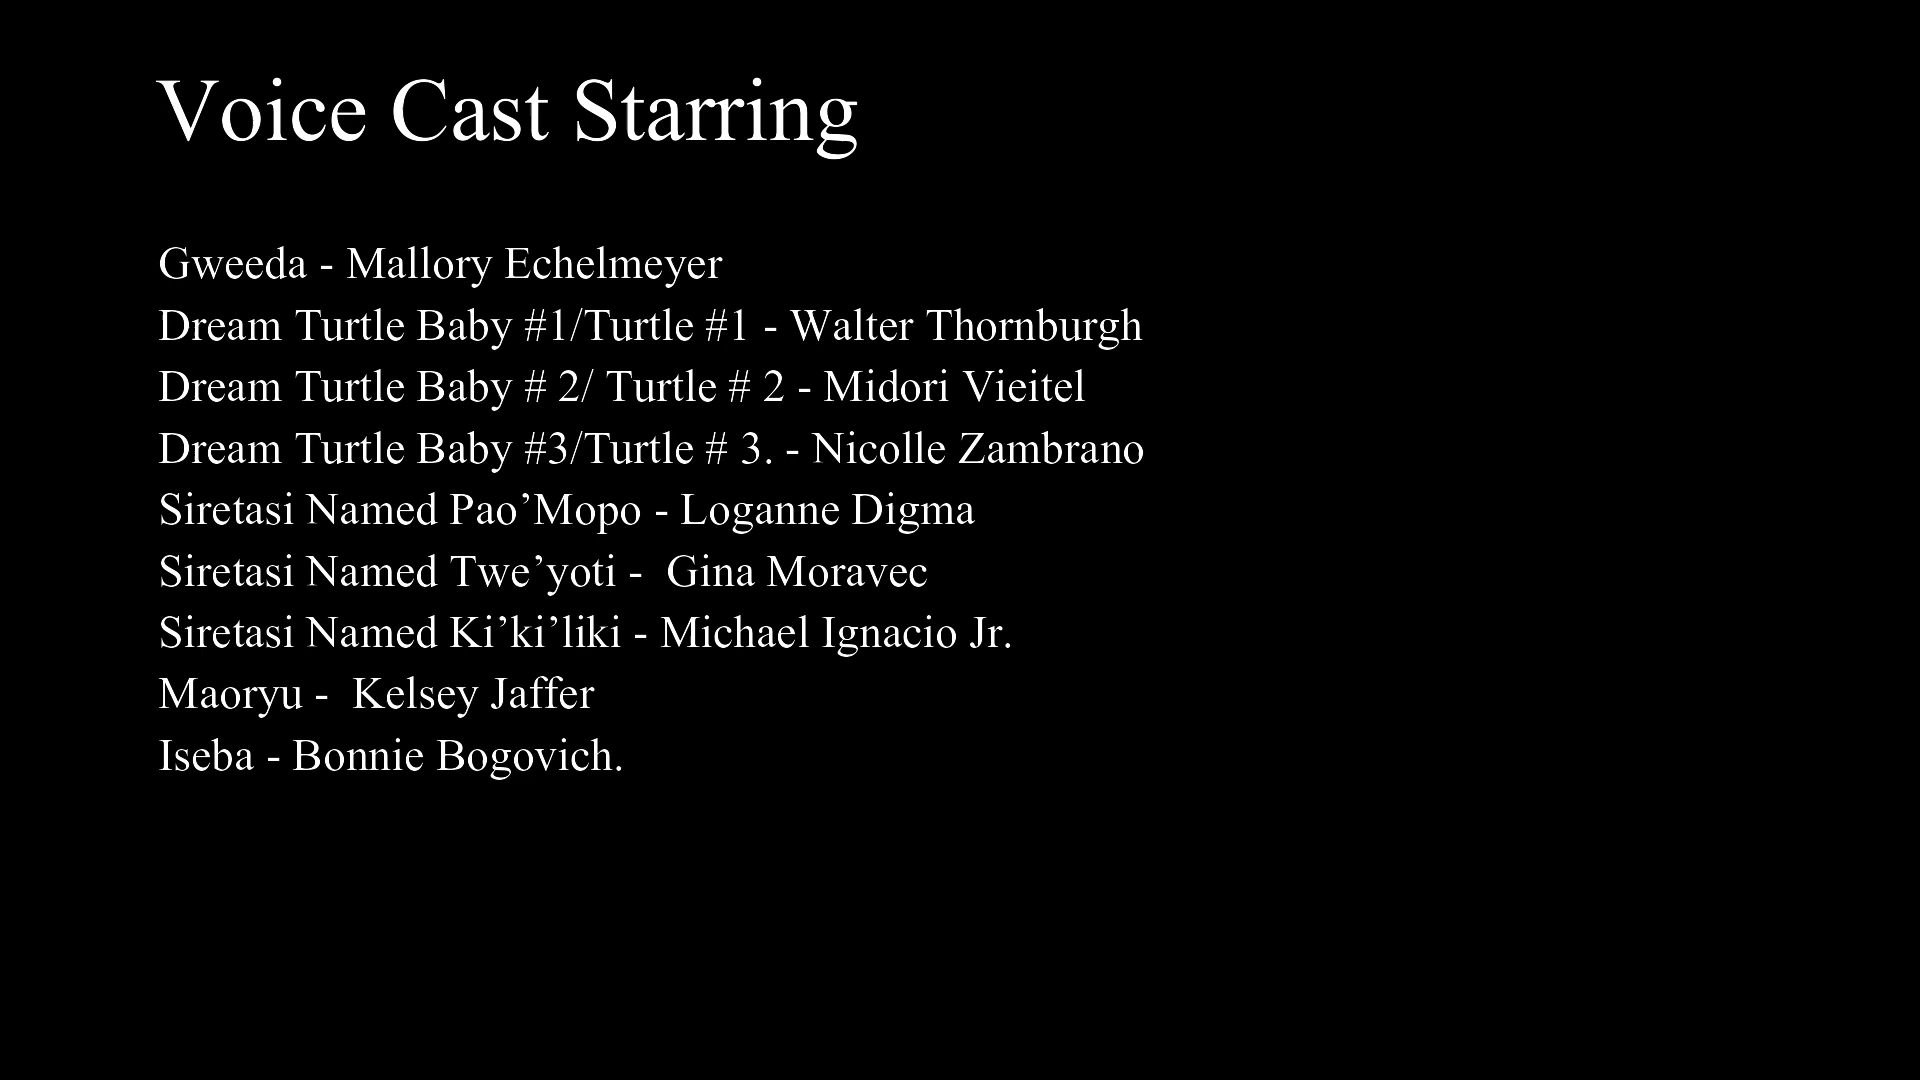 Voice Cast Starring
Gweeda - Mallory Echelmeyer
Dream Turtle Baby #1/Turtle #1 - Walter Thornburgh
Dream Turtle Baby # 2/ Turtle # 2 - Midori Vieitel
Dream Turtle Baby #3/Turtle # 3. - Nicolle Zambrano
Siretasi Named Pao’Mopo - Loganne Digma
Siretasi Named Twe’yoti -  Gina Moravec
Siretasi Named Ki’ki’liki - Michael Ignacio Jr.
Maoryu -  Kelsey Jaffer
Iseba - Bonnie Bogovich.